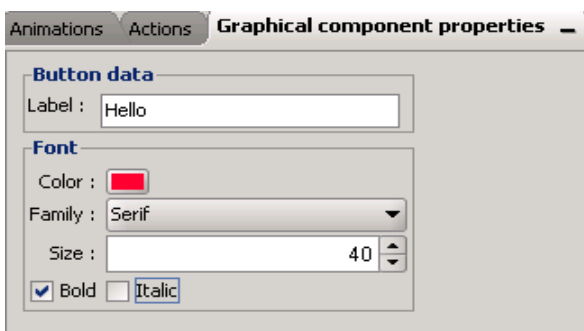 Animations Actions Graphical component properties
Button data
Label : Hello
Font
Color :
Family : Serif
Size : 40
Bold Italic